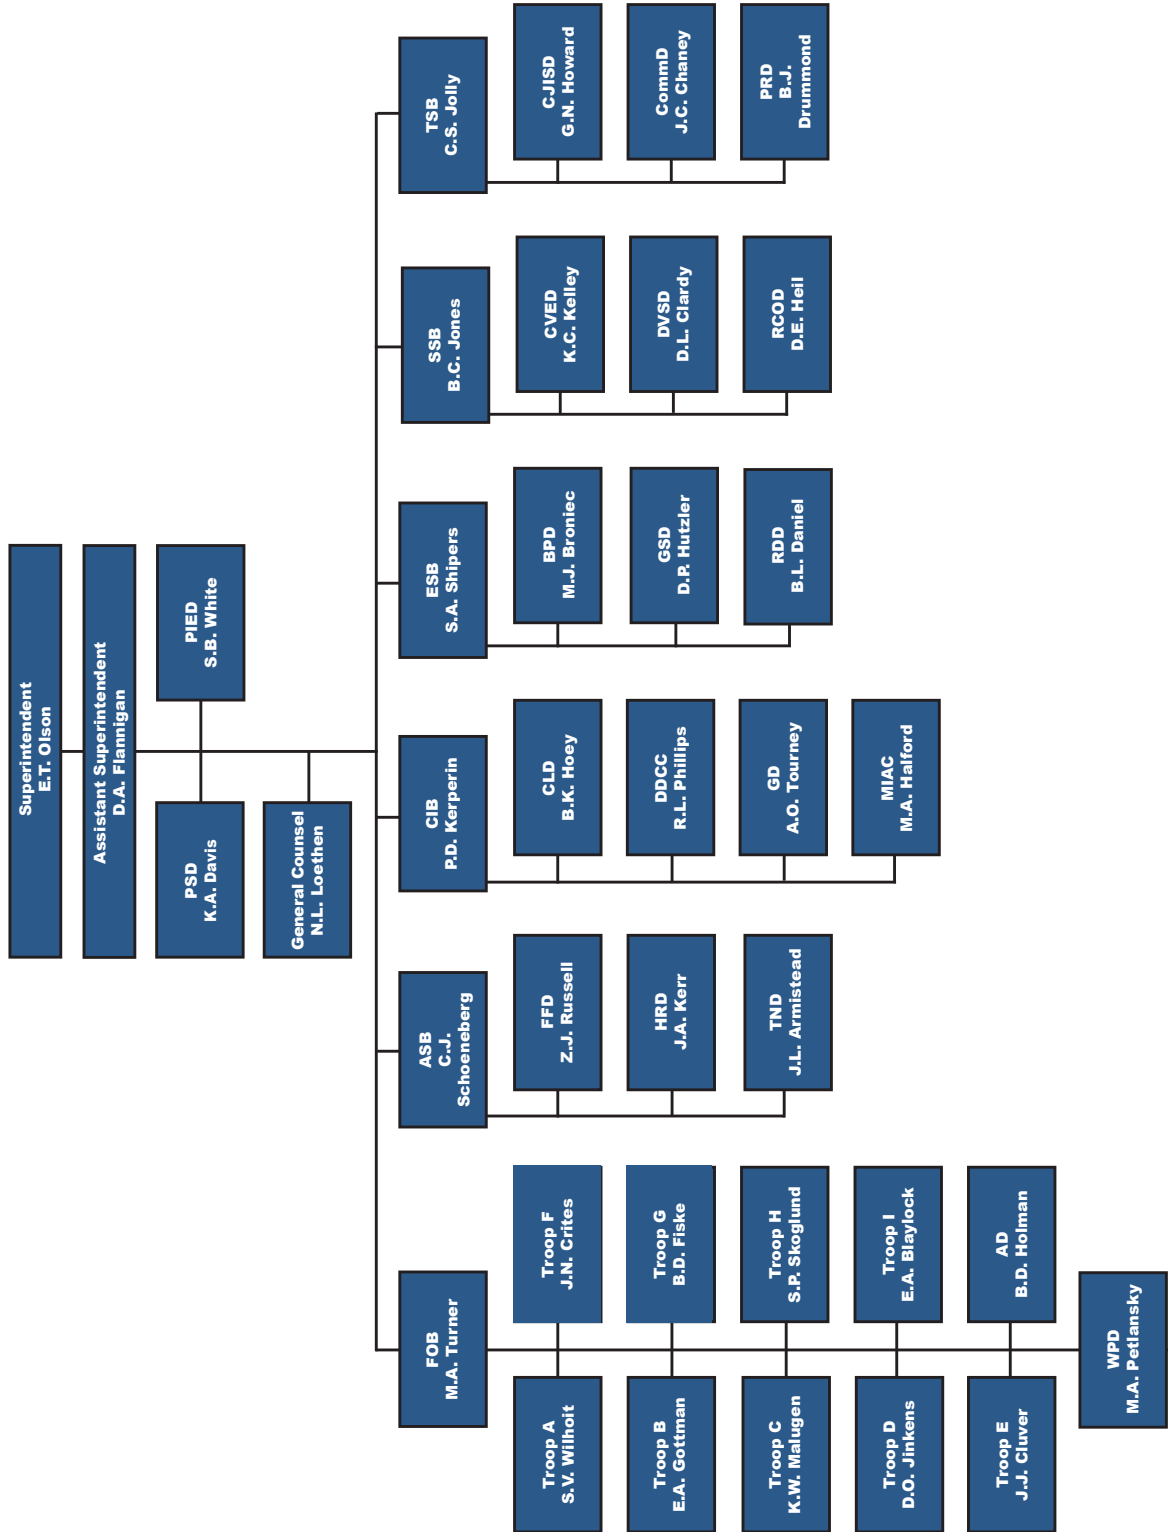 Superintendent
E.T. Olson
Assistant Superintendent
D.A. Flannigan
PSD
K.A. Davis
PIED
S.B. White
General Counsel
N.L. Loethen
FOB
M.A. Turner
Troop A
S.V. Wilhoit
Troop F
J.N. Crites
Troop B
E.A. Gottman
Troop G
B.D. Fiske
Troop C
K.W. Malugen
Troop H
S.P. Skoglund
Troop D
D.O. Jinkens
Troop I
E.A. Blaylock
Troop E
J.J. Cluver
AD
B.D. Holman
WPD
M.A. Petlansky
ASB
C.J.
Schoeneberg
FFD
Z.J. Russell
HRD
J.A. Kerr
TND
J.L. Armistead
CIB
P.D. Kerperin
CLD
B.K. Hoey
DDCC
R.L. Phillips
GD
A.O. Tourney
MIAC
M.A. Halford
ESB
S.A. Shipers
BPD
M.J. Broniec
GSD
D.P. Hutzler
RDD
B.L. Daniel
SSB
B.C. Jones
CVED
K.C. Kelley
DVSD
D.L. Clardy
RCOD
D.E. Heil
TSB
C.S. Jolly
CJISD
G.N. Howard
CommD
J.C. Chaney
PRD
B.J.
Drummond